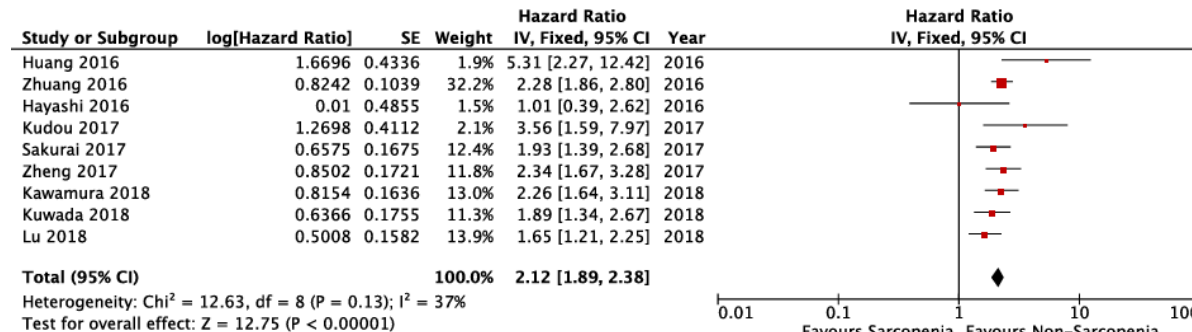 Hazard Ratio Hazard Ratio
Study or Subgroup log[Hazard Ratio] SE Weight IV, Fixed, 95% CI Year IV, Fixed, 95% CI
Huang 2016 1.6696 0.4336 1.9% 5.31 [2.27, 12.42] 2016
Zhuang 2016 0.8242 0.1039 32.2% 2.28 [1.86, 2.80] 2016
Hayashi 2016 0.01 0.4855 1.5% 1.01 [0.39, 2.62] 2016
Kudou 2017 1.2698 0.4112 2.1% 3.56 [1.59, 7.97] 2017
Sakurai 2017 0.6575 0.1675 12.4% 1.93 [1.39, 2.68] 2017
Zheng 2017 0.8502 0.1721 11.8% 2.34 [1.67, 3.28] 2017
Kawamura 2018 0.8154 0.1636 13.0% 2.26 [1.64, 3.11] 2018
Kuwada 2018 0.6366 0.1755 11.3% 1.89 [1.34, 2.67] 2018
Lu 2018 0.5008 0.1582 13.9% 1.65 [1.21, 2.25] 2018
Total (95% CI) 100.0% 2.12 [1.89, 2.38]
Heterogeneity: Chi² = 12.63, df = 8 (P = 0.13); I² = 37%
Test for overall effect: Z = 12.75 (P < 0.00001)
0.01 0.1 1 10 100
Favours Sarcopenia Favours Non-Sarcopenia